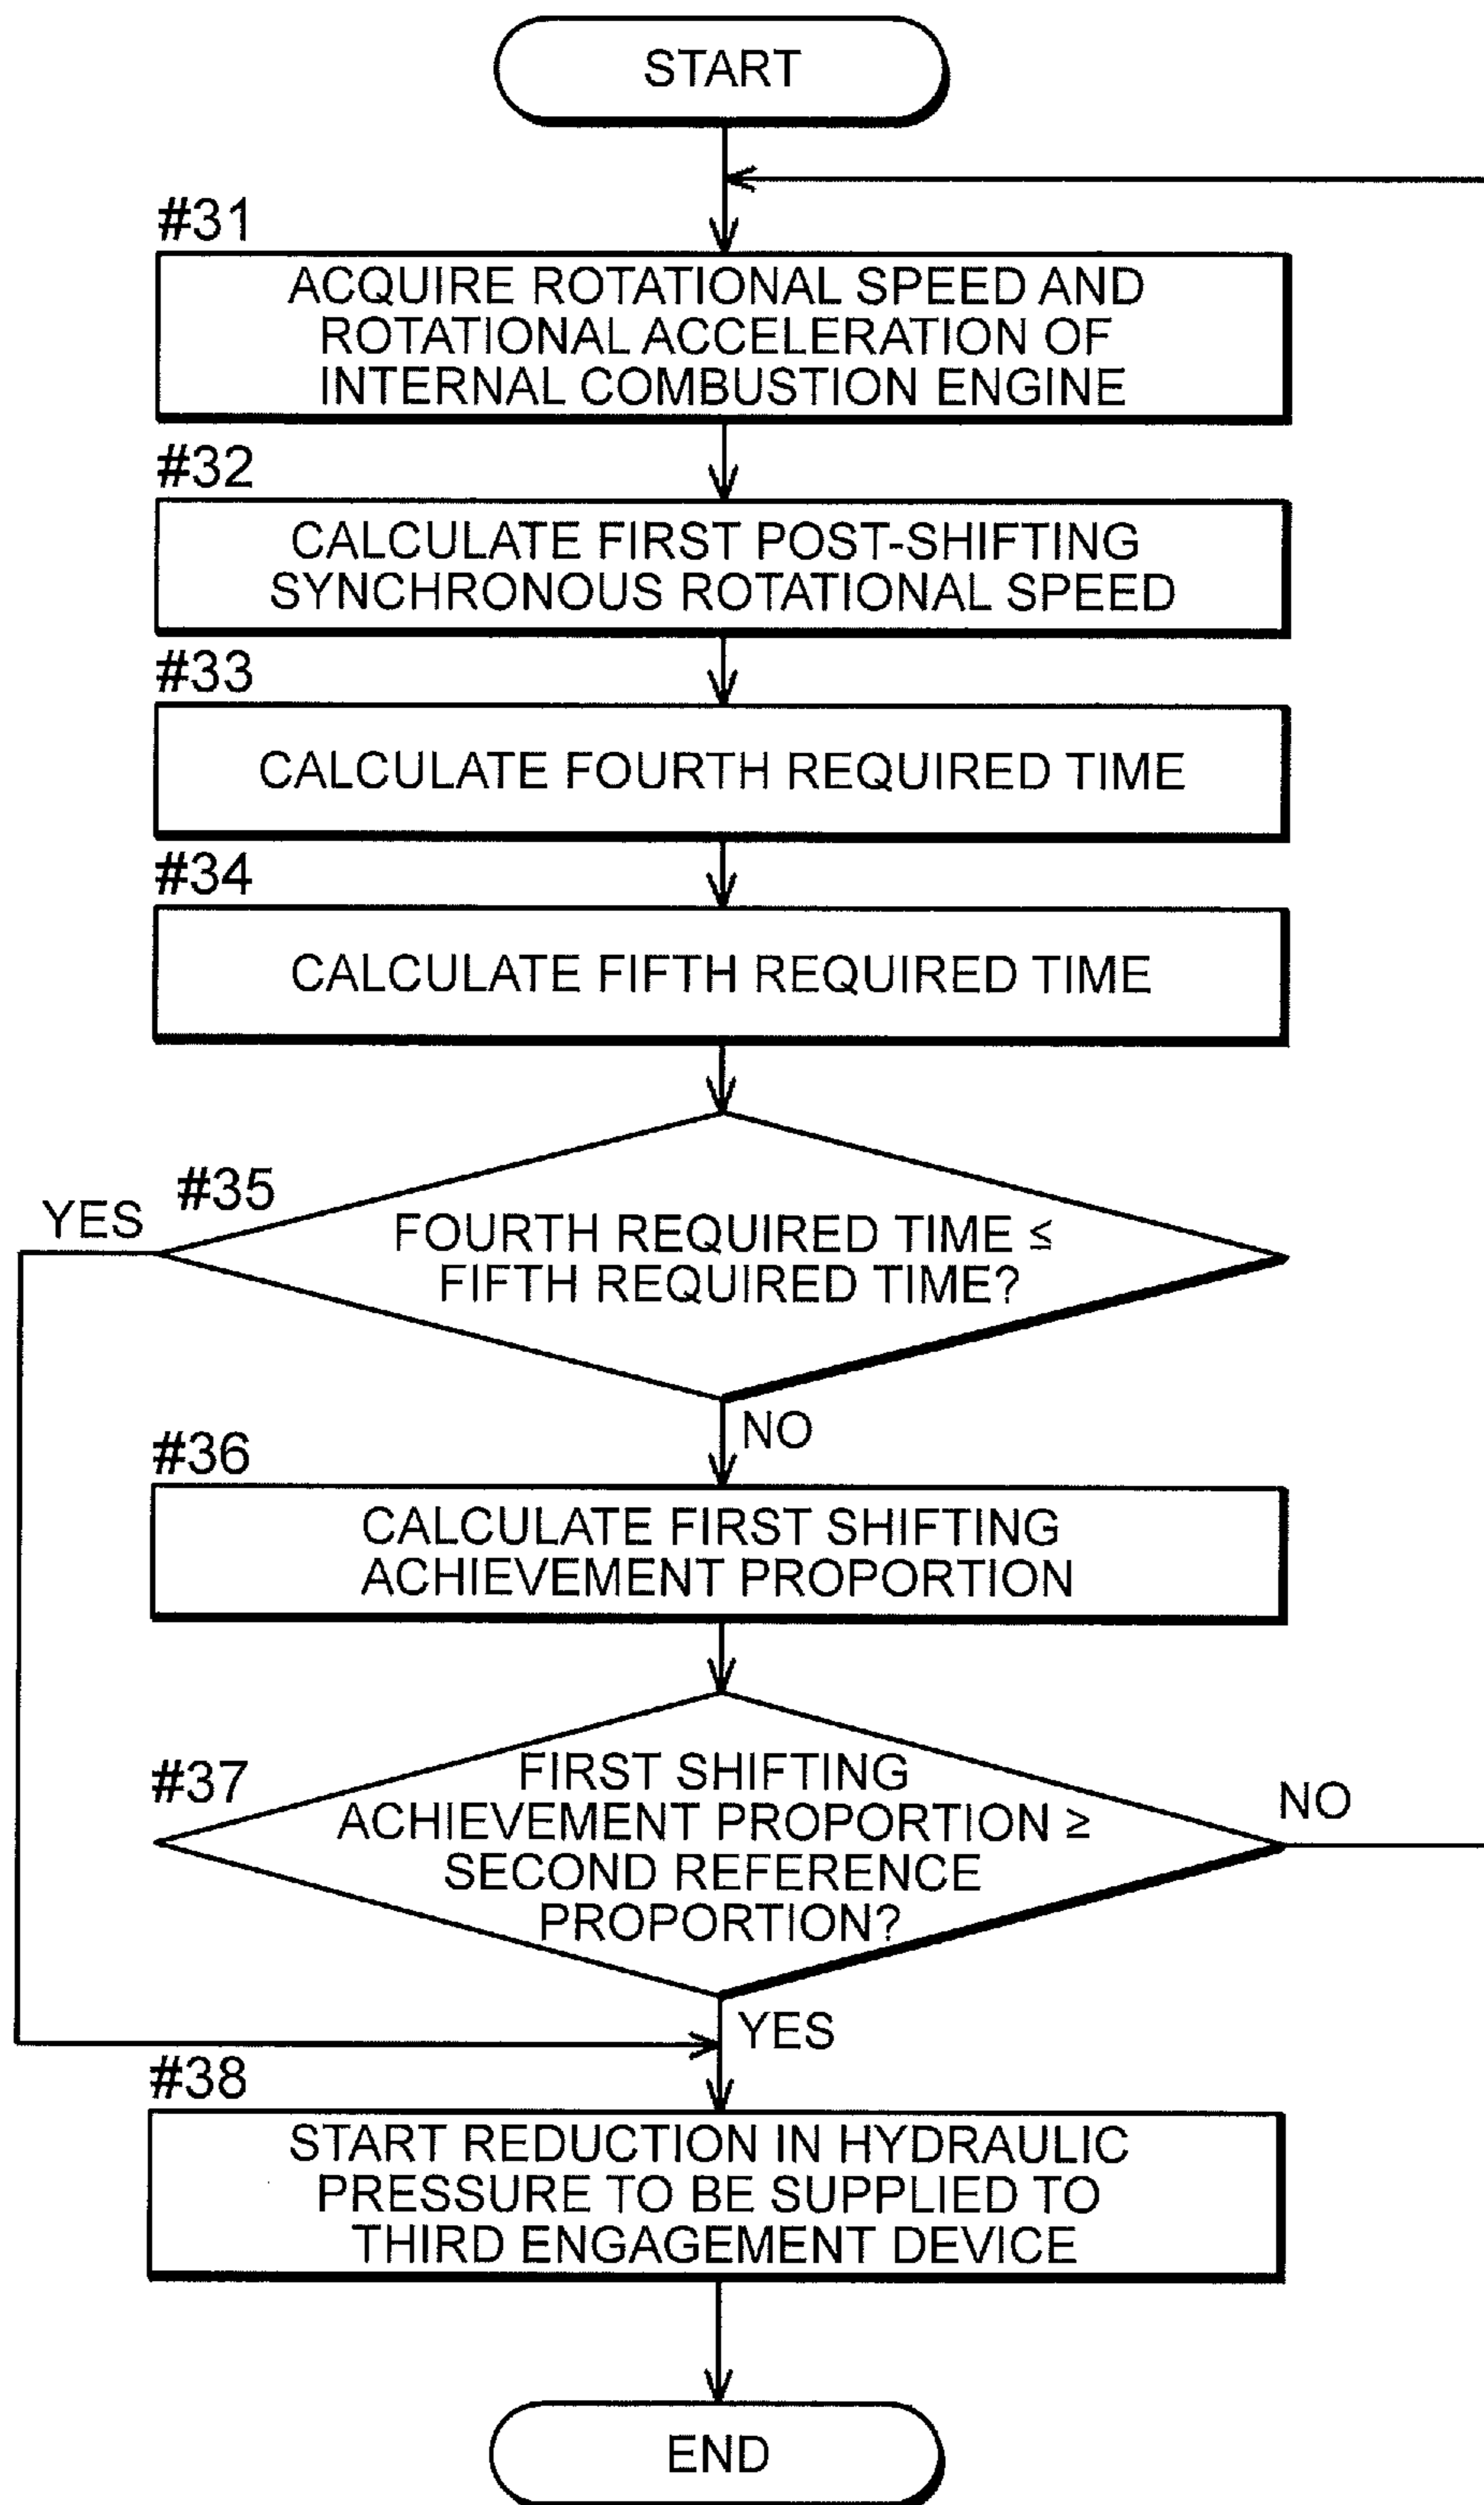 START
#31
ACQUIRE ROTATIONAL SPEED AND
ROTATIONAL ACCELERATION OF
INTERNAL COMBUSTION ENGINE
#32
CALCULATE FIRST POST-SHIFTING
SYNCHRONOUS ROTATIONAL SPEED
#33
CALCULATE FOURTH REQUIRED TIME
#34
CALCULATE FIFTH REQUIRED TIME
#35
YES
FOURTH REQUIRED TIME ≤
FIFTH REQUIRED TIME?
NO
#36
CALCULATE FIRST SHIFTING
ACHIEVEMENT PROPORTION
#37
FIRST SHIFTING
ACHIEVEMENT PROPORTION ≥
SECOND REFERENCE
PROPORTION?
NO
YES
#38
START REDUCTION IN HYDRAULIC
PRESSURE TO BE SUPPLIED TO
THIRD ENGAGEMENT DEVICE
END